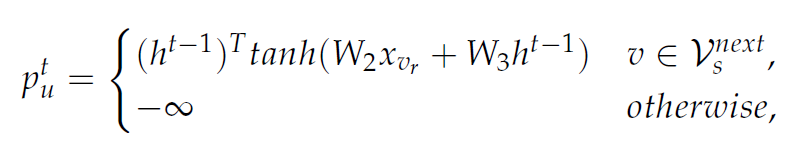 p_u^t = { (h^{t−1})^T tanh(W_2 x_{v_r} + W_3 h^{t−1})   v ∈ 𝒱_s^{next},
−∞   otherwise,